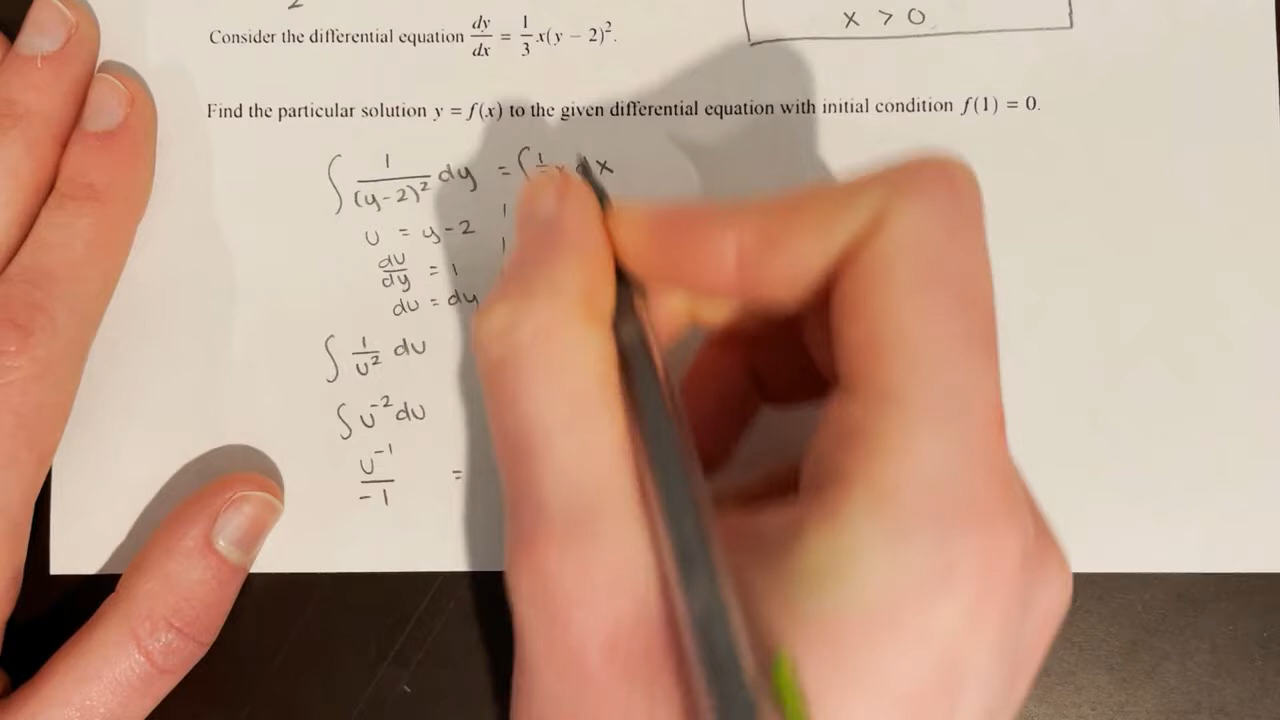 x > 0
Consider the differential equation dy/dx = 1/3 x(y − 2)².
Find the particular solution y = f(x) to the given differential equation with initial condition f(1) = 0.
∫ 1/(y-2)² dy = ∫ 1 x dx
u = y-2
du/dy = 1
du = dy
∫ 1/u² du
∫ u⁻² du
u⁻¹/-1 =